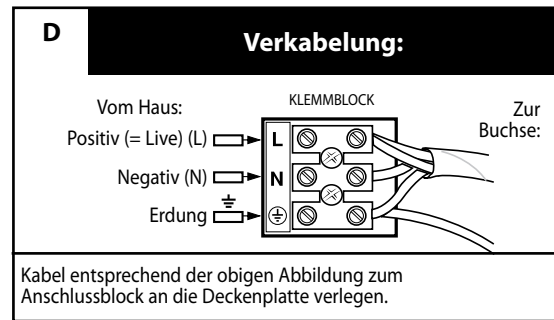 D
Verkabelung:
Vom Haus:
KLEMMBLOCK
Zur
Buchse:
Positiv (= Live) (L)
L
Negativ (N)
N
Erdung
Kabel entsprechend der obigen Abbildung zum
Anschlussblock an die Deckenplatte verlegen.